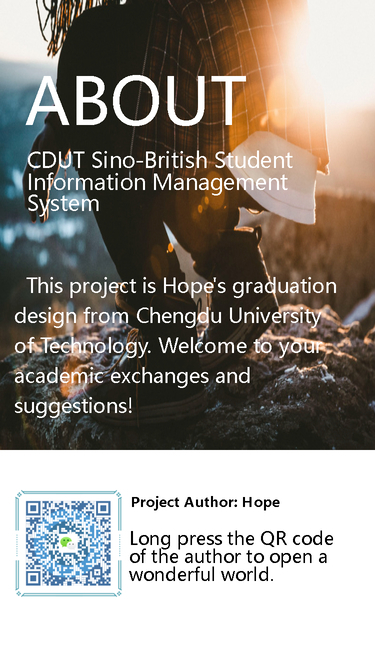 ABOUT
CDUT Sino-British Student
Information Management
System
This project is Hope's graduation
design from Chengdu University
of Technology. Welcome to your
academic exchanges and
suggestions!
Project Author: Hope
Long press the QR code
of the author to open a
wonderful world.